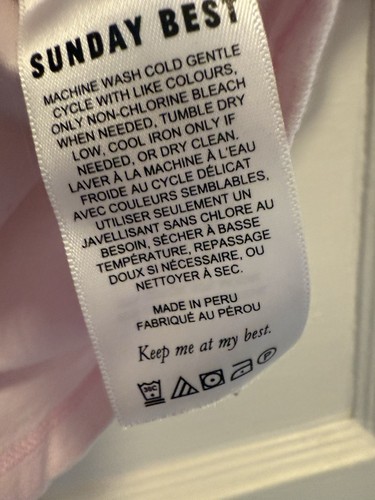 SUNDAY BEST
MACHINE WASH COLD GENTLE
CYCLE WITH LIKE COLOURS,
ONLY NON-CHLORINE BLEACH
WHEN NEEDED, TUMBLE DRY
LOW, COOL IRON ONLY IF
NEEDED, OR DRY CLEAN.
LAVER À LA MACHINE À L'EAU
FROIDE AU CYCLE DÉLICAT
AVEC COULEURS SEMBLABLES,
UTILISER SEULEMENT UN
JAVELLISANT SANS CHLORE AU
BESOIN, SÉCHER À BASSE
TEMPÉRATURE, REPASSAGE
DOUX SI NÉCESSAIRE, OU
NETTOYER À SEC.
MADE IN PERU
FABRIQUÉ AU PÉROU
Keep me at my best.
30C P